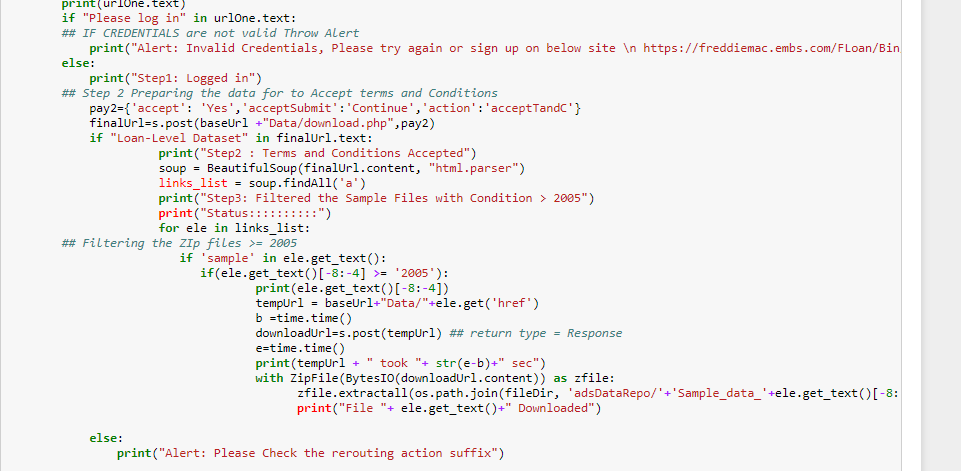 print(urlOne.text)
if "Please log in" in urlOne.text:
## IF CREDENTIALS are not valid Throw Alert
print("Alert: Invalid Credentials, Please try again or sign up on below site \n https://freddiemac.embs.com/FLoan/Bin
else:
print("Step1: Logged in")
## Step 2 Preparing the data for to Accept terms and Conditions
pay2={'accept': 'Yes','acceptSubmit':'Continue','action':'acceptTandC'}
finalUrl=s.post(baseUrl +"Data/download.php",pay2)
if "Loan-Level Dataset" in finalUrl.text:
print("Step2 : Terms and Conditions Accepted")
soup = BeautifulSoup(finalUrl.content, "html.parser")
links_list = soup.findAll('a')
print("Step3: Filtered the Sample Files with Condition > 2005")
print("Status::::::::::")
for ele in links_list:
## Filtering the ZIp files >= 2005
if 'sample' in ele.get_text():
if(ele.get_text()[-8:-4] >= '2005'):
print(ele.get_text()[-8:-4])
tempUrl = baseUrl+"Data/"+ele.get('href')
b =time.time()
downloadUrl=s.post(tempUrl) ## return type = Response
e=time.time()
print(tempUrl + " took "+ str(e-b)+" sec")
with ZipFile(BytesIO(downloadUrl.content)) as zfile:
zfile.extractall(os.path.join(fileDir, 'adsDataRepo/'+'Sample_data_'+ele.get_text()[-8:
print("File "+ ele.get_text()+" Downloaded")
else:
print("Alert: Please Check the rerouting action suffix")